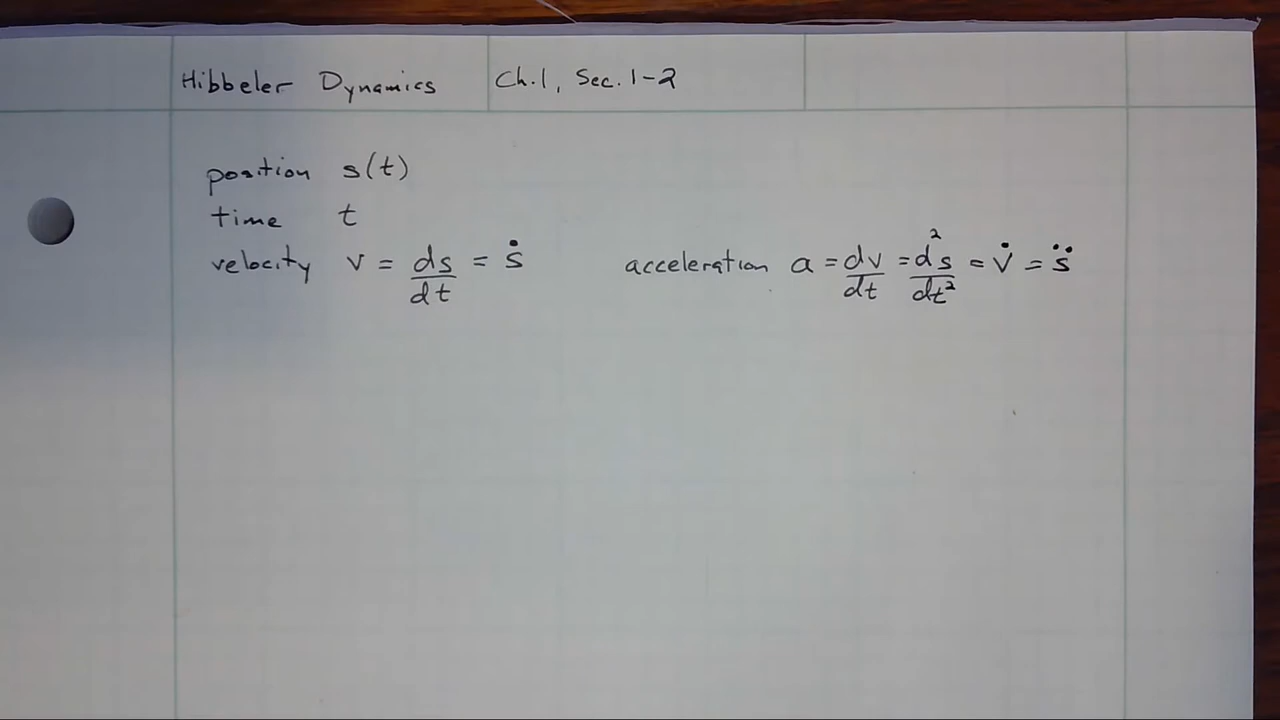 Hibbeler Dynamics Ch.1, Sec. 1-2
position s(t)
time t
velocity v = ds/dt = ṡ acceleration a = dv/dt = d²s/dt² = v̇ = s̈